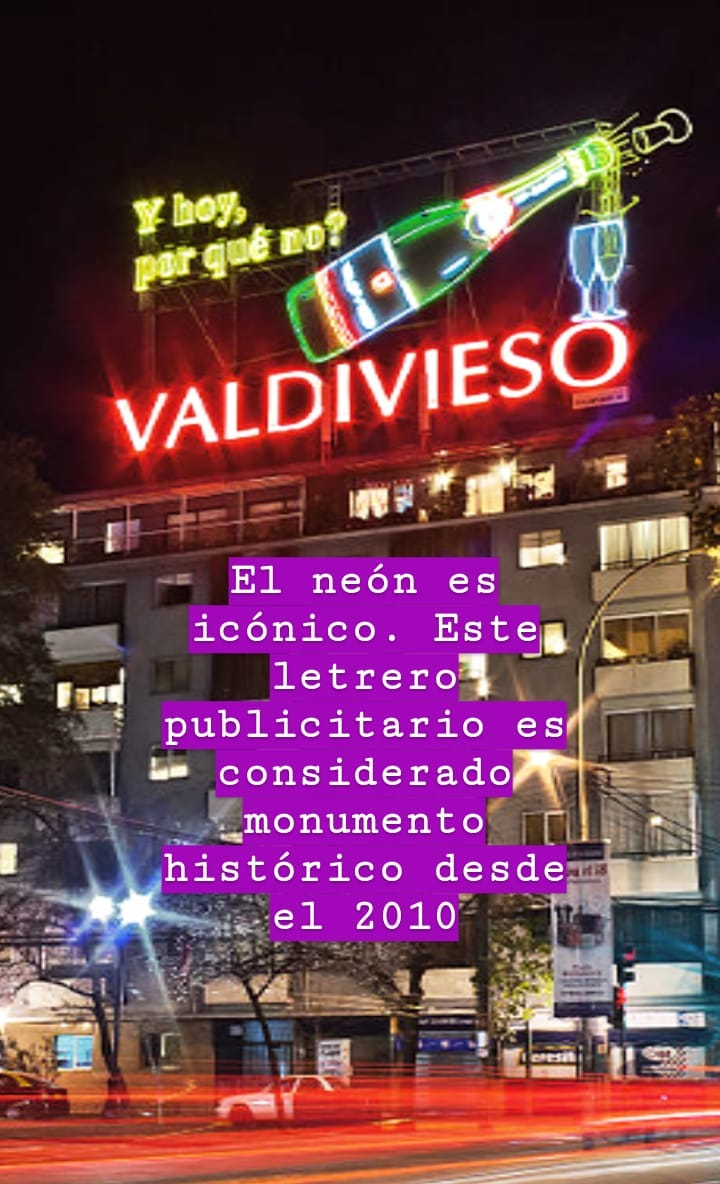 Y hoy,
por qué no?
VALDIVIESO
El neón es
icónico. Este
letrero
publicitario es
considerado
monumento
histórico desde
el 2010